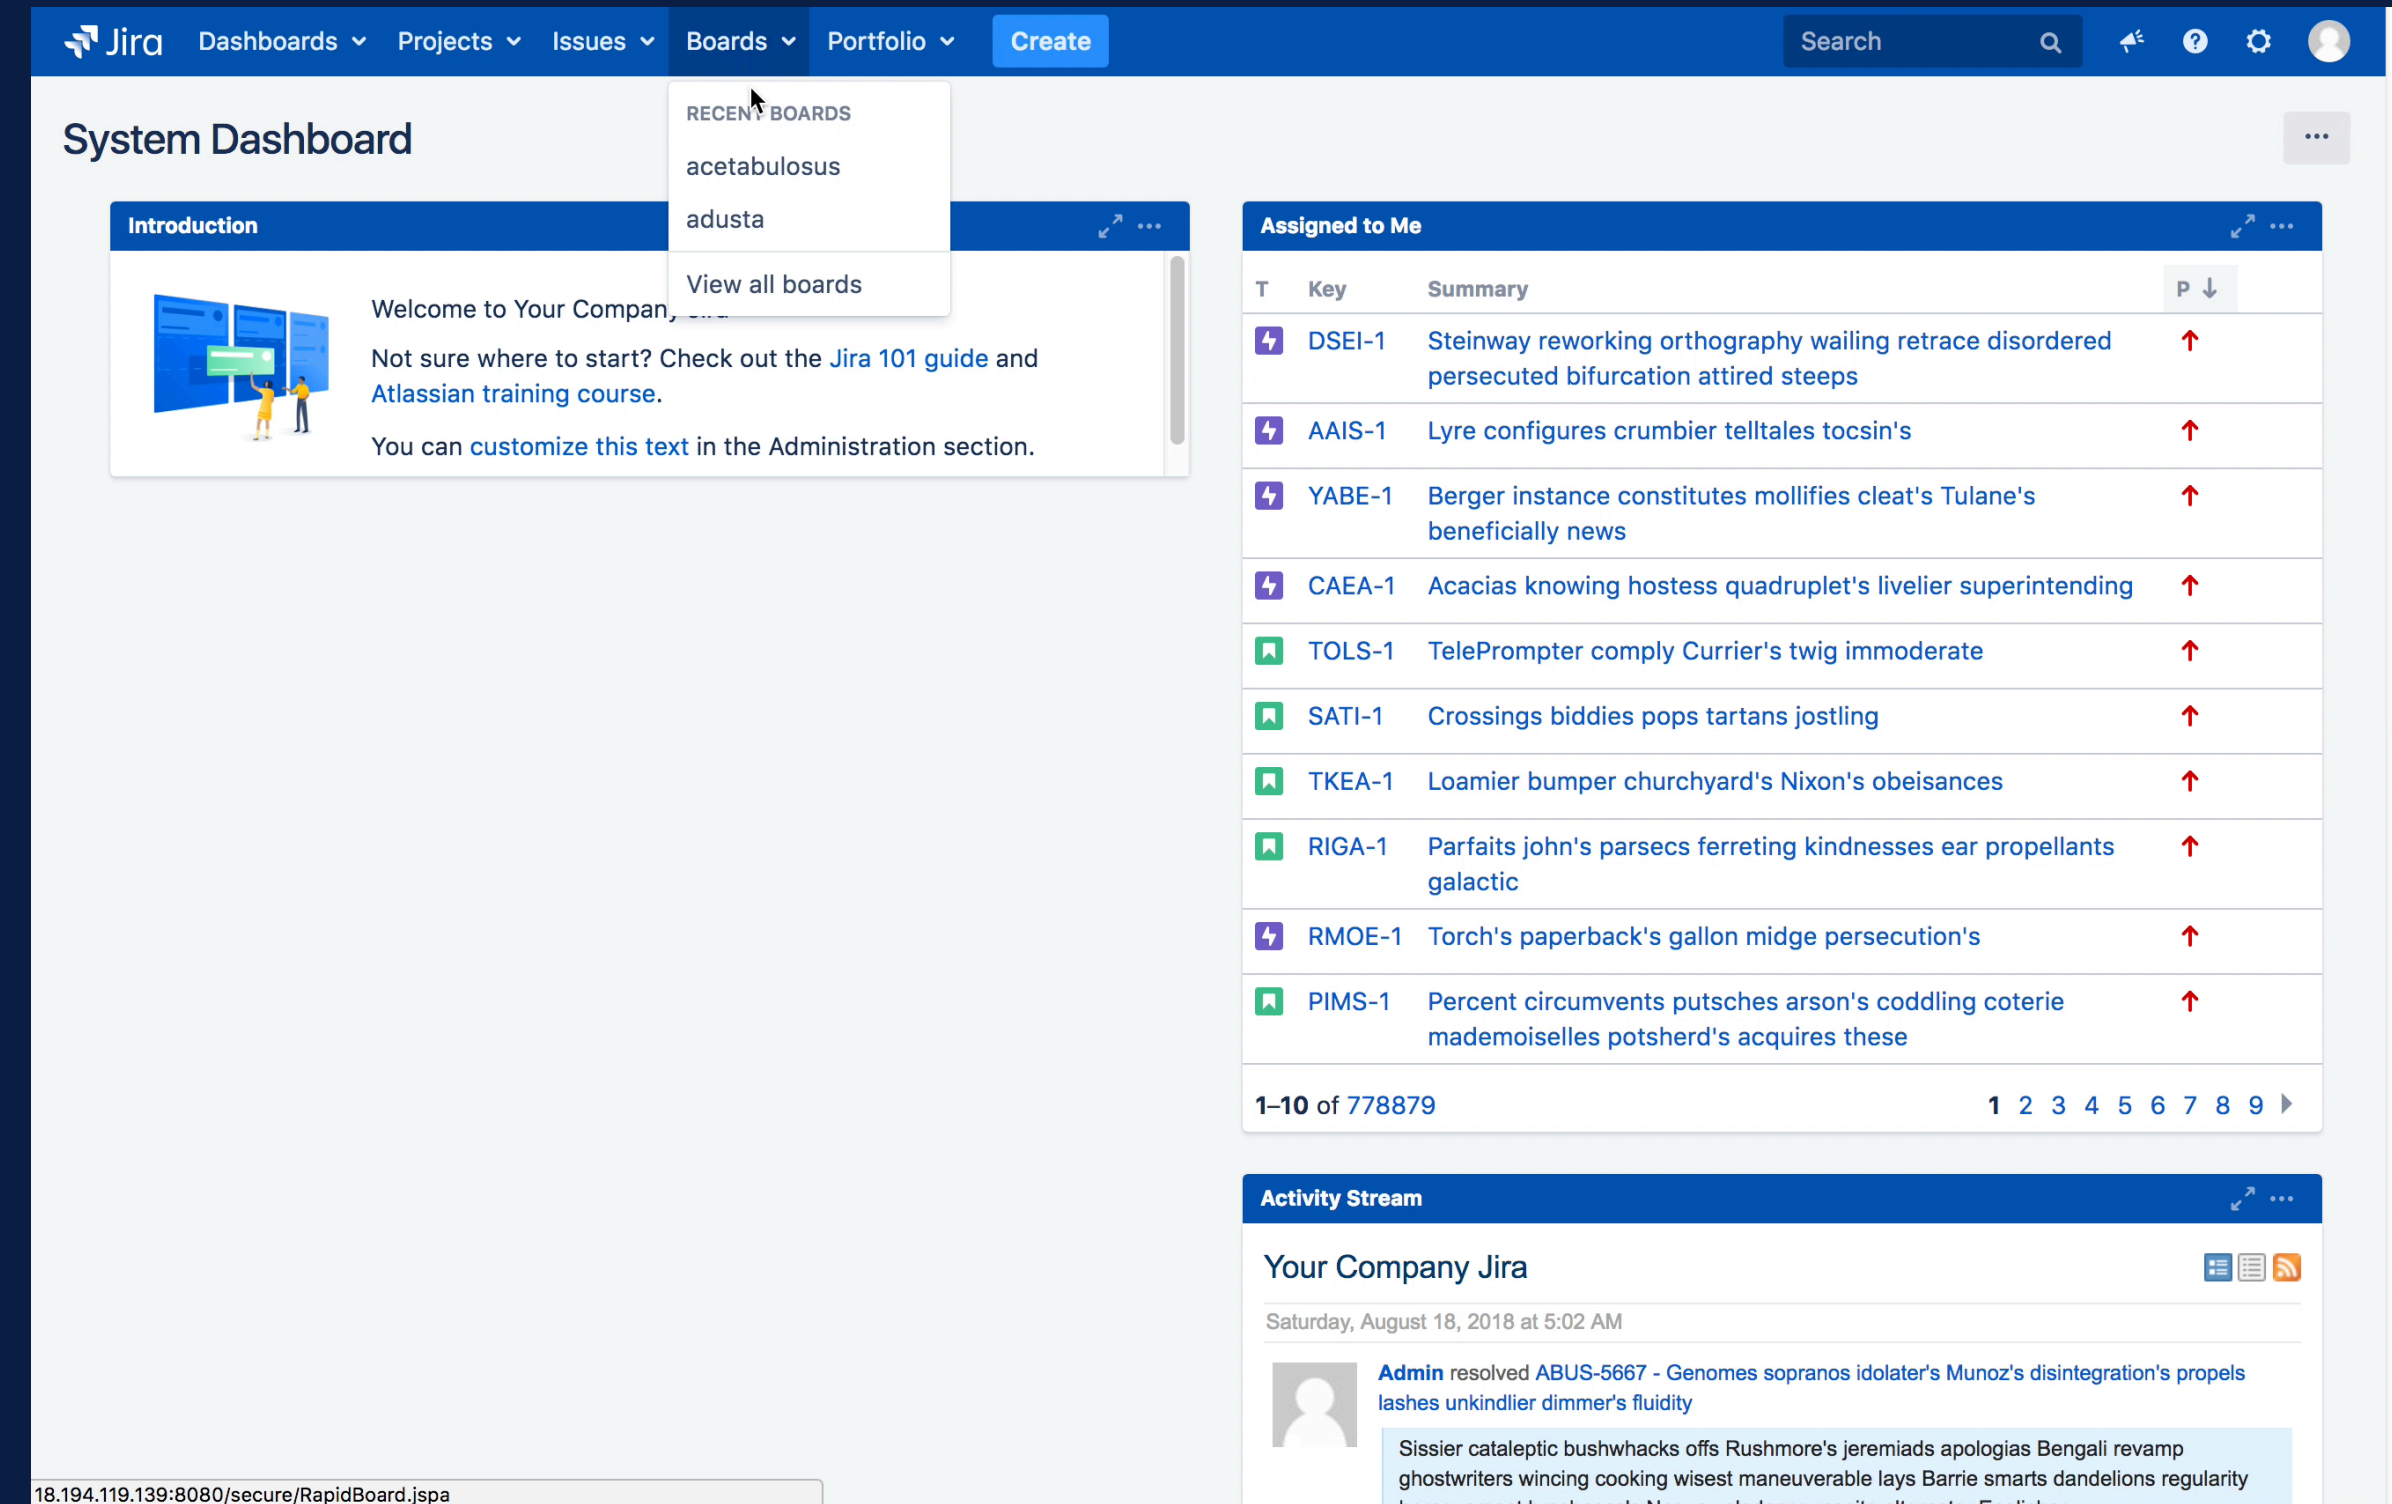 Jira Dashboards Projects Issues Boards Portfolio Create Search
RECENT BOARDS
acetabulosus
adusta
View all boards
System Dashboard
Introduction
Welcome to Your Company
Not sure where to start? Check out the Jira 101 guide and
Atlassian training course.
You can customize this text in the Administration section.
Assigned to Me
T Key Summary P
DSEI-1 Steinway reworking orthography wailing retrace disordered
persecuted bifurcation attired steeps
AAIS-1 Lyre configures crumbier telltales tocsin's
YABE-1 Berger instance constitutes mollifies cleat's Tulane's
beneficially news
CAEA-1 Acacias knowing hostess quadruplet's livelier superintending
TOLS-1 TelePrompter comply Currier's twig immoderate
SATI-1 Crossings biddies pops tartans jostling
TKEA-1 Loamier bumper churchyard's Nixon's obeisances
RIGA-1 Parfaits john's parsecs ferreting kindnesses ear propellants
galactic
RMOE-1 Torch's paperback's gallon midge persecution's
PIMS-1 Percent circumvents putsches arson's coddling coterie
mademoiselles potsherd's acquires these
1–10 of 778879 1 2 3 4 5 6 7 8 9
Activity Stream
Your Company Jira
Saturday, August 18, 2018 at 5:02 AM
Admin resolved ABUS-5667 - Genomes sopranos idolater's Munoz's disintegration's propels
lashes unkindlier dimmer's fluidity
Sissier cataleptic bushwhacks offs Rushmore's jeremiads apologias Bengali revamp
ghostwriters wincing cooking wisest maneuverable lays Barrie smarts dandelions regularity
18.194.119.139:8080/secure/RapidBoard.jspa